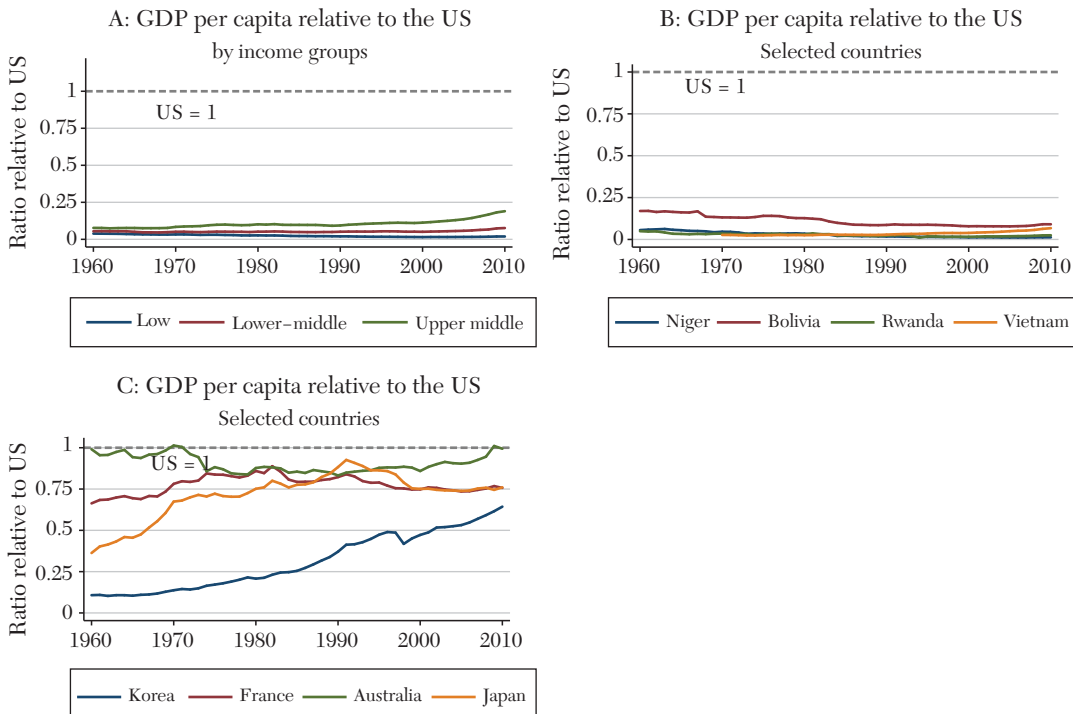 A: GDP per capita relative to the US
by income groups
Ratio relative to US
1
0.75
0.5
0.25
0
US = 1
1960 1970 1980 1990 2000 2010
Low Lower–middle Upper middle
B: GDP per capita relative to the US
Selected countries
Ratio relative to US
1
0.75
0.5
0.25
0
US = 1
1960 1970 1980 1990 2000 2010
Niger Bolivia Rwanda Vietnam
C: GDP per capita relative to the US
Selected countries
Ratio relative to US
1
0.75
0.5
0.25
0
US = 1
1960 1970 1980 1990 2000 2010
Korea France Australia Japan